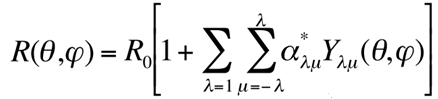 R(θ,φ) = R₀[1 + ∑_{λ=1} ∑_{μ=−λ}^{λ} α*_{λμ} Y_{λμ}(θ,φ)]